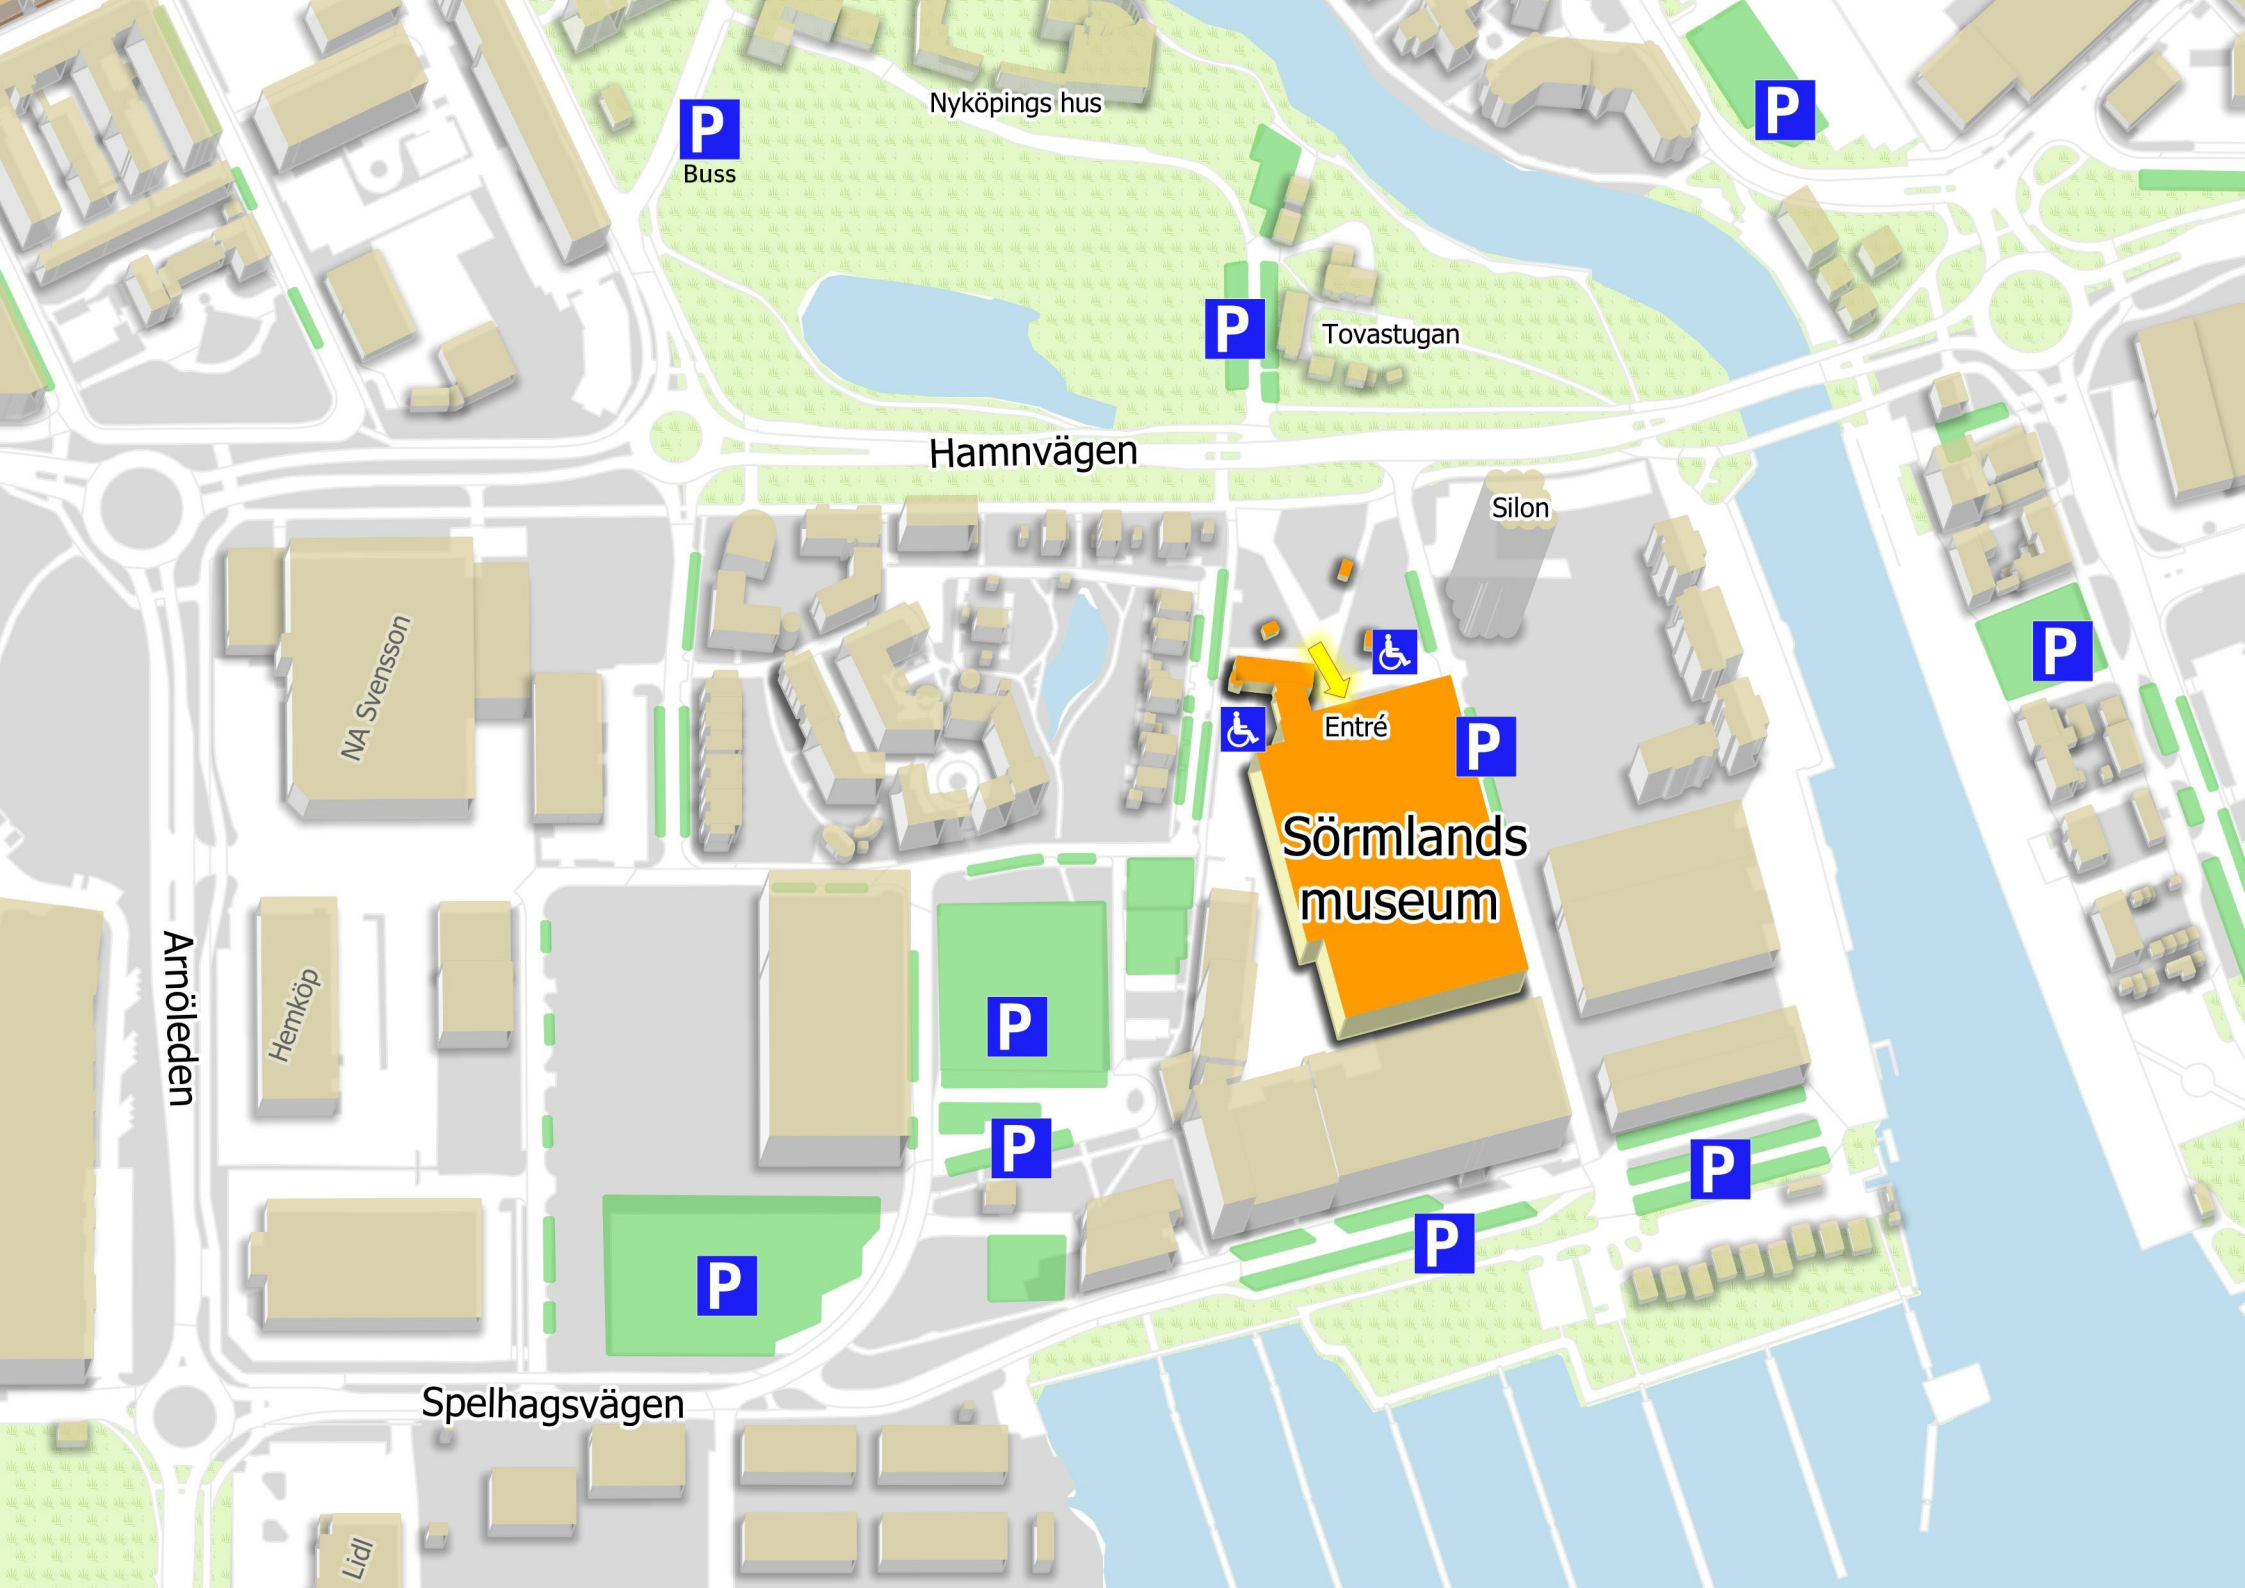 P
Nyköpings hus
P
Buss
P
Tovastugan
Hamnvägen
Silon
NA Svensson
P
Entré
P
Sörmlands
museum
Arnöleden
Hemköp
P
P
P
P
P
Spelhagsvägen
Lidl